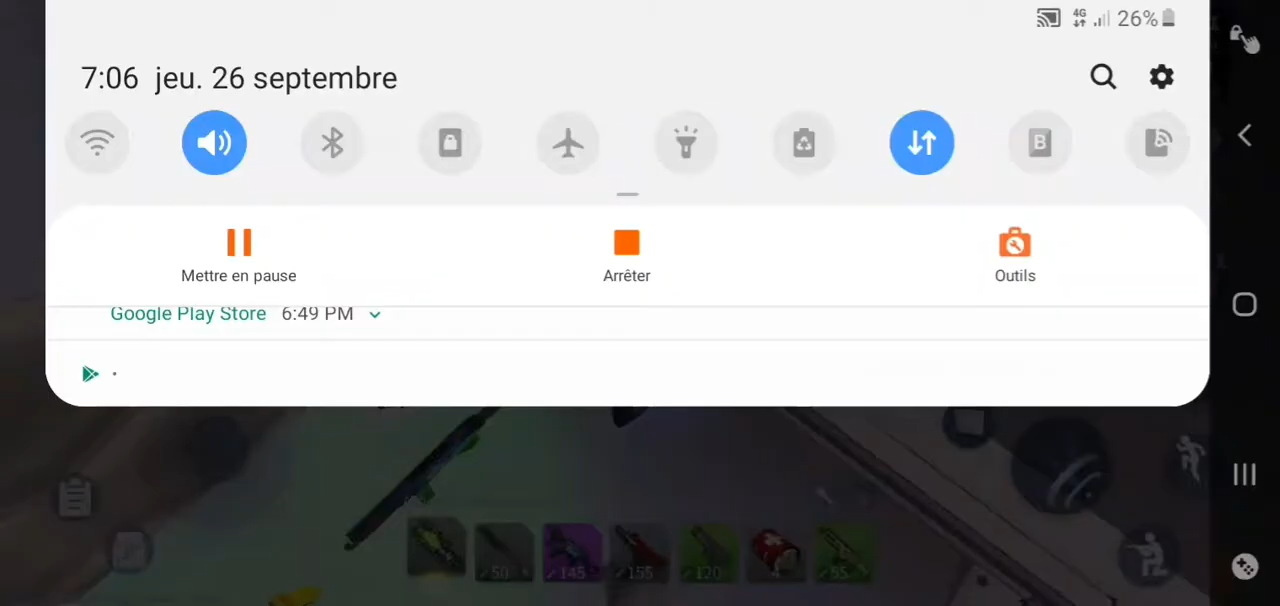 4G 26%
7:06 jeu. 26 septembre
B
Mettre en pause Arrêter Outils
Google Play Store 6:49 PM
50 145 155 120 4 55